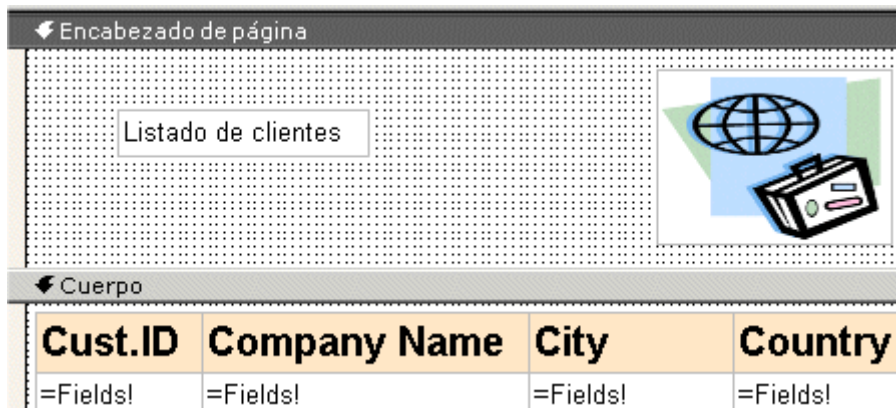 Encabezado de página
Listado de clientes
Cuerpo
Cust.ID Company Name City Country
=Fields! =Fields! =Fields! =Fields!